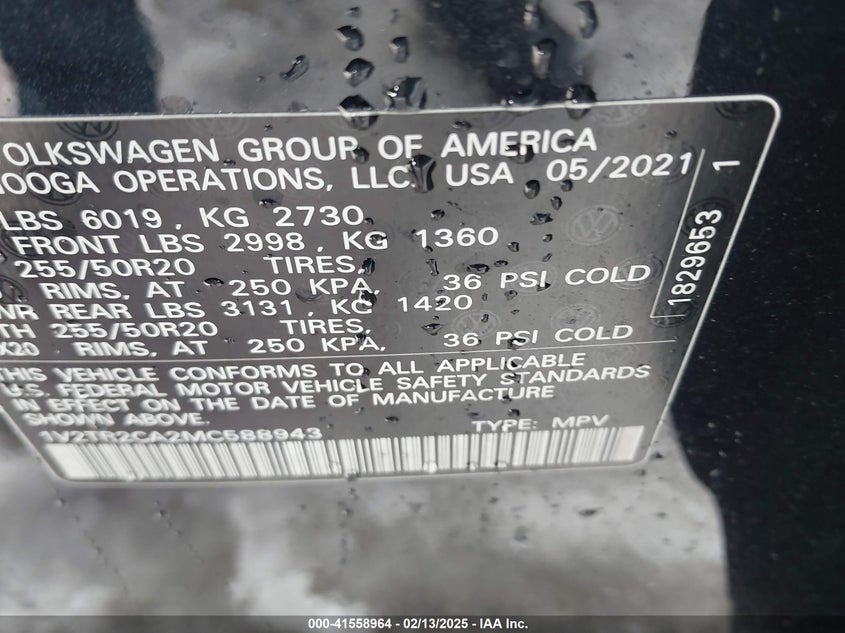 OLKSWAGEN GROUP OF AMERICA
NOOGA OPERATIONS, LLC. USA 05/2021
LBS 6019, KG 2730
FRONT LBS 2998, KG 1360
255/50R20 TIRES,
RIMS, AT 250 KPA, 36 PSI COLD
WR REAR LBS 3131, KG 1420
TH 255/50R20 TIRES,
X20 RIMS, AT 250 KPA, 36 PSI COLD
THIS VEHICLE CONFORMS TO ALL APPLICABLE
U.S. FEDERAL MOTOR VEHICLE SAFETY STANDARDS
IN EFFECT ON THE DATE OF MANUFACTURE
SHOWN ABOVE.
1V2TR2CA2MC588943 TYPE: MPV
1829653
1
000-41558964 - 02/13/2025 - IAA Inc.